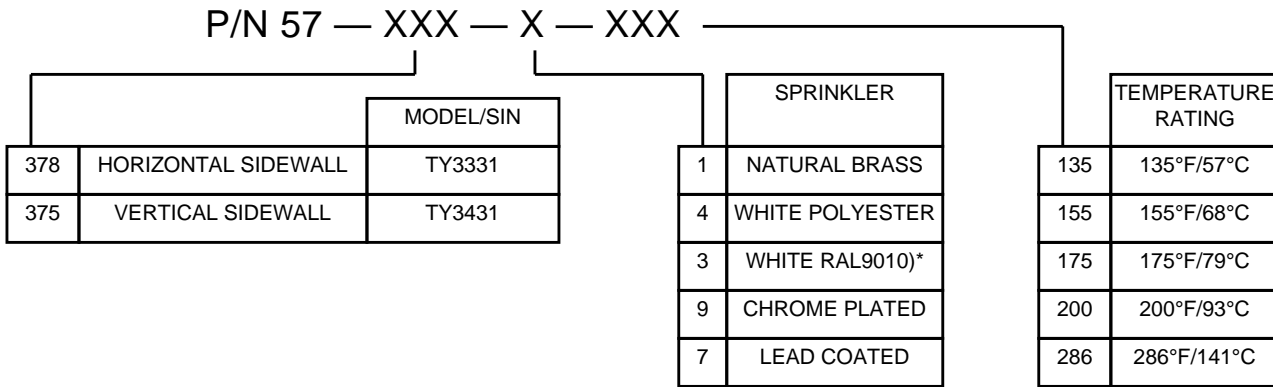 P/N 57 — XXX — X — XXX
MODEL/SIN
378 HORIZONTAL SIDEWALL TY3331
375 VERTICAL SIDEWALL TY3431
SPRINKLER
1 NATURAL BRASS
4 WHITE POLYESTER
3 WHITE RAL9010)*
9 CHROME PLATED
7 LEAD COATED
TEMPERATURE
RATING
135 135°F/57°C
155 155°F/68°C
175 175°F/79°C
200 200°F/93°C
286 286°F/141°C